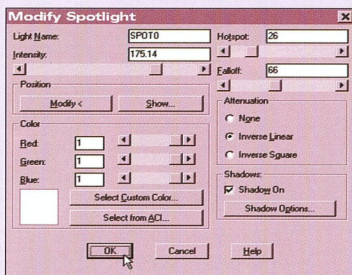 Modify Spotlight
Light Name: SPOT0
Intensity: 175.14
Position
Modify < Show...
Color
Red: 1
Green: 1
Blue: 1
Select Custom Color...
Select from ACI...
Hotspot: 26
Falloff: 66
Attenuation
None
Inverse Linear
Inverse Square
Shadows:
Shadow On
Shadow Options...
OK Cancel Help